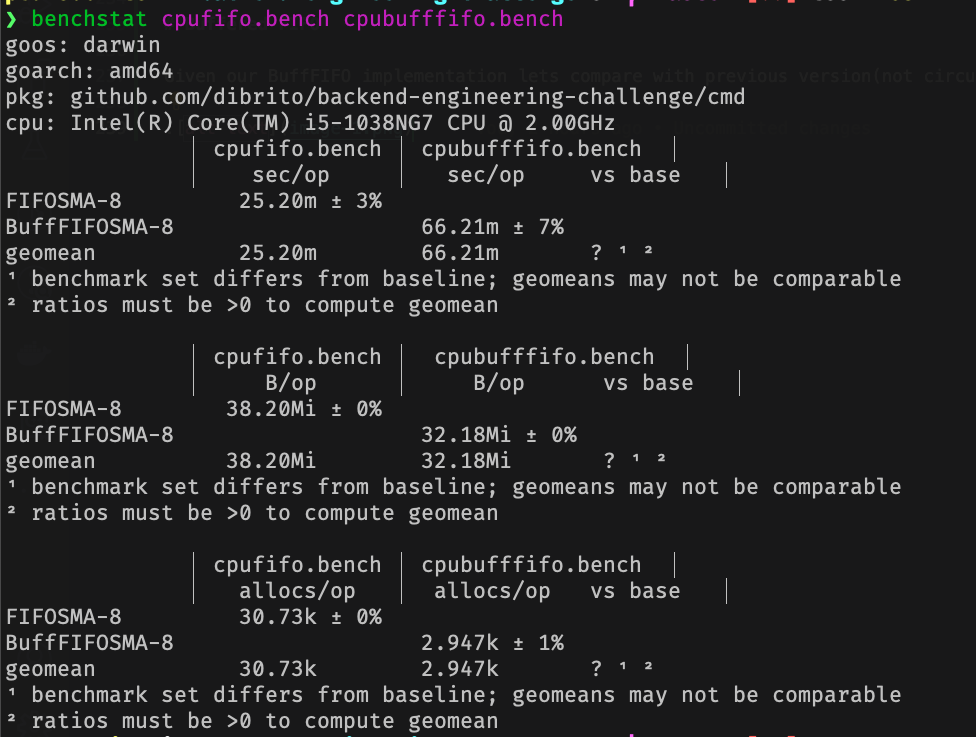 ❯ benchstat cpufifo.bench cpubufffifo.bench
goos: darwin
goarch: amd64
pkg: github.com/dibrito/backend-engineering-challenge/cmd
cpu: Intel(R) Core(TM) i5-1038NG7 CPU @ 2.00GHz
│ cpufifo.bench │ cpubufffifo.bench │
│ sec/op │ sec/op vs base │
FIFOSMA-8 25.20m ± 3%
BuffFIFOSMA-8 66.21m ± 7%
geomean 25.20m 66.21m ? ¹ ²
¹ benchmark set differs from baseline; geomeans may not be comparable
² ratios must be >0 to compute geomean
│ cpufifo.bench │ cpubufffifo.bench │
│ B/op │ B/op vs base │
FIFOSMA-8 38.20Mi ± 0%
BuffFIFOSMA-8 32.18Mi ± 0%
geomean 38.20Mi 32.18Mi ? ¹ ²
¹ benchmark set differs from baseline; geomeans may not be comparable
² ratios must be >0 to compute geomean
│ cpufifo.bench │ cpubufffifo.bench │
│ allocs/op │ allocs/op vs base │
FIFOSMA-8 30.73k ± 0%
BuffFIFOSMA-8 2.947k ± 1%
geomean 30.73k 2.947k ? ¹ ²
¹ benchmark set differs from baseline; geomeans may not be comparable
² ratios must be >0 to compute geomean